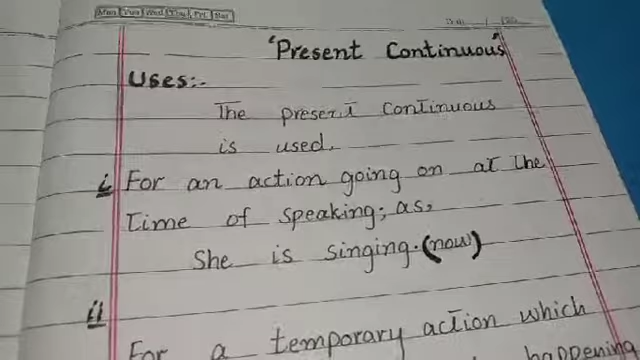 Mon Tue Wed Thu Fri Sat
'Present Continuous'
Uses:-
The present Continuous
is used.
i For an action going on at the
time of speaking; as,
She is singing. (now)
ii
For a temporary action which
happening